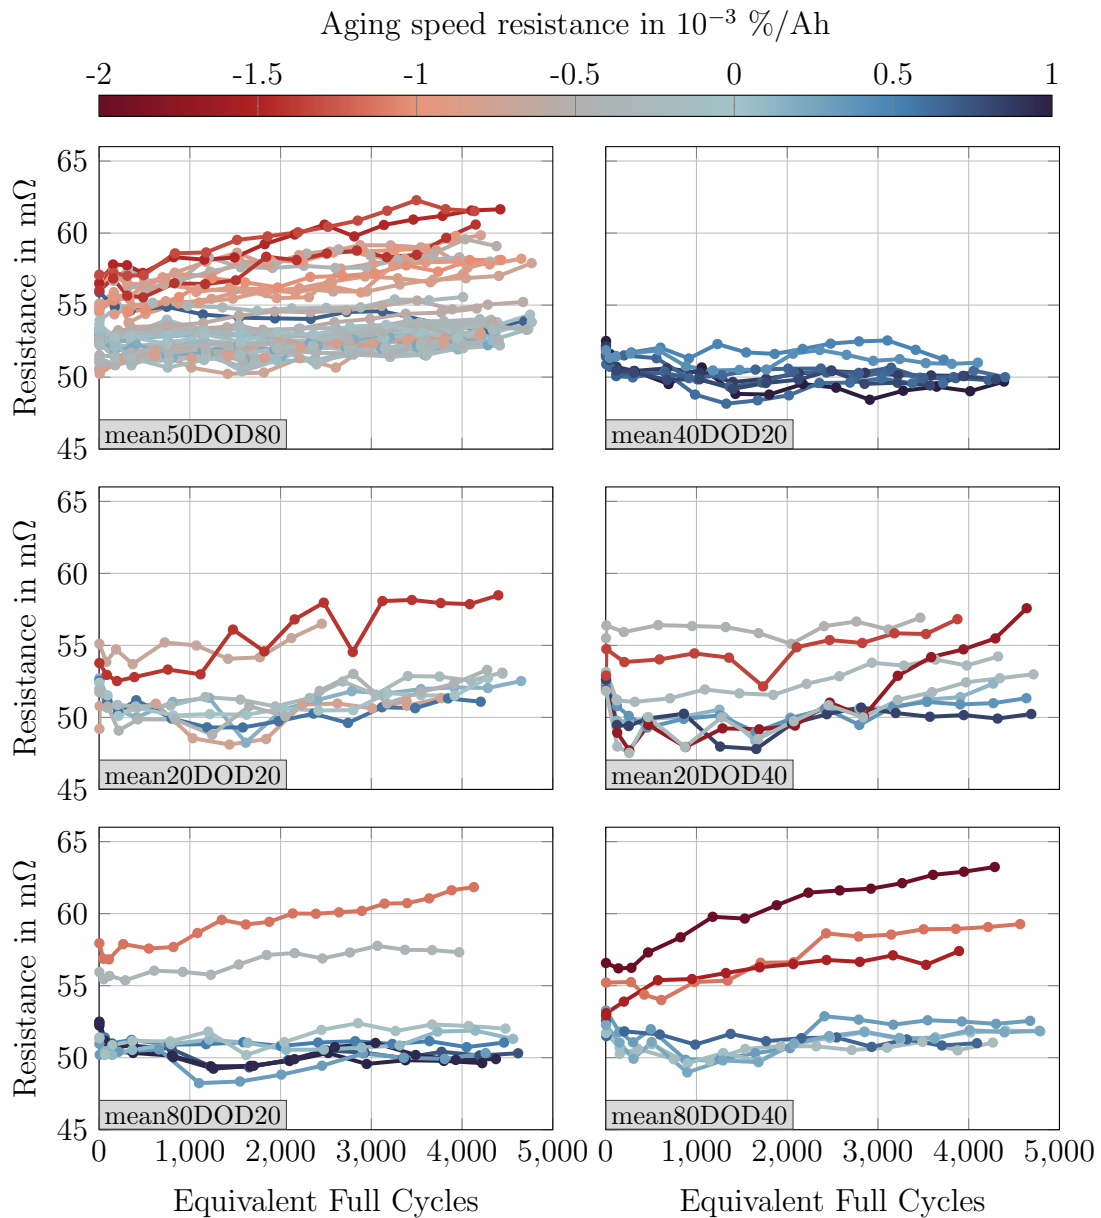 Aging speed resistance in 10⁻³ %/Ah
-2 -1.5 -1 -0.5 0 0.5 1
65
60
55
50
45
Resistance in mΩ
mean50DOD80
mean40DOD20
65
60
55
50
45
Resistance in mΩ
mean20DOD20
mean20DOD40
65
60
55
50
45
Resistance in mΩ
mean80DOD20
mean80DOD40
0 1,000 2,000 3,000 4,000 5,000
0 1,000 2,000 3,000 4,000 5,000
Equivalent Full Cycles
Equivalent Full Cycles